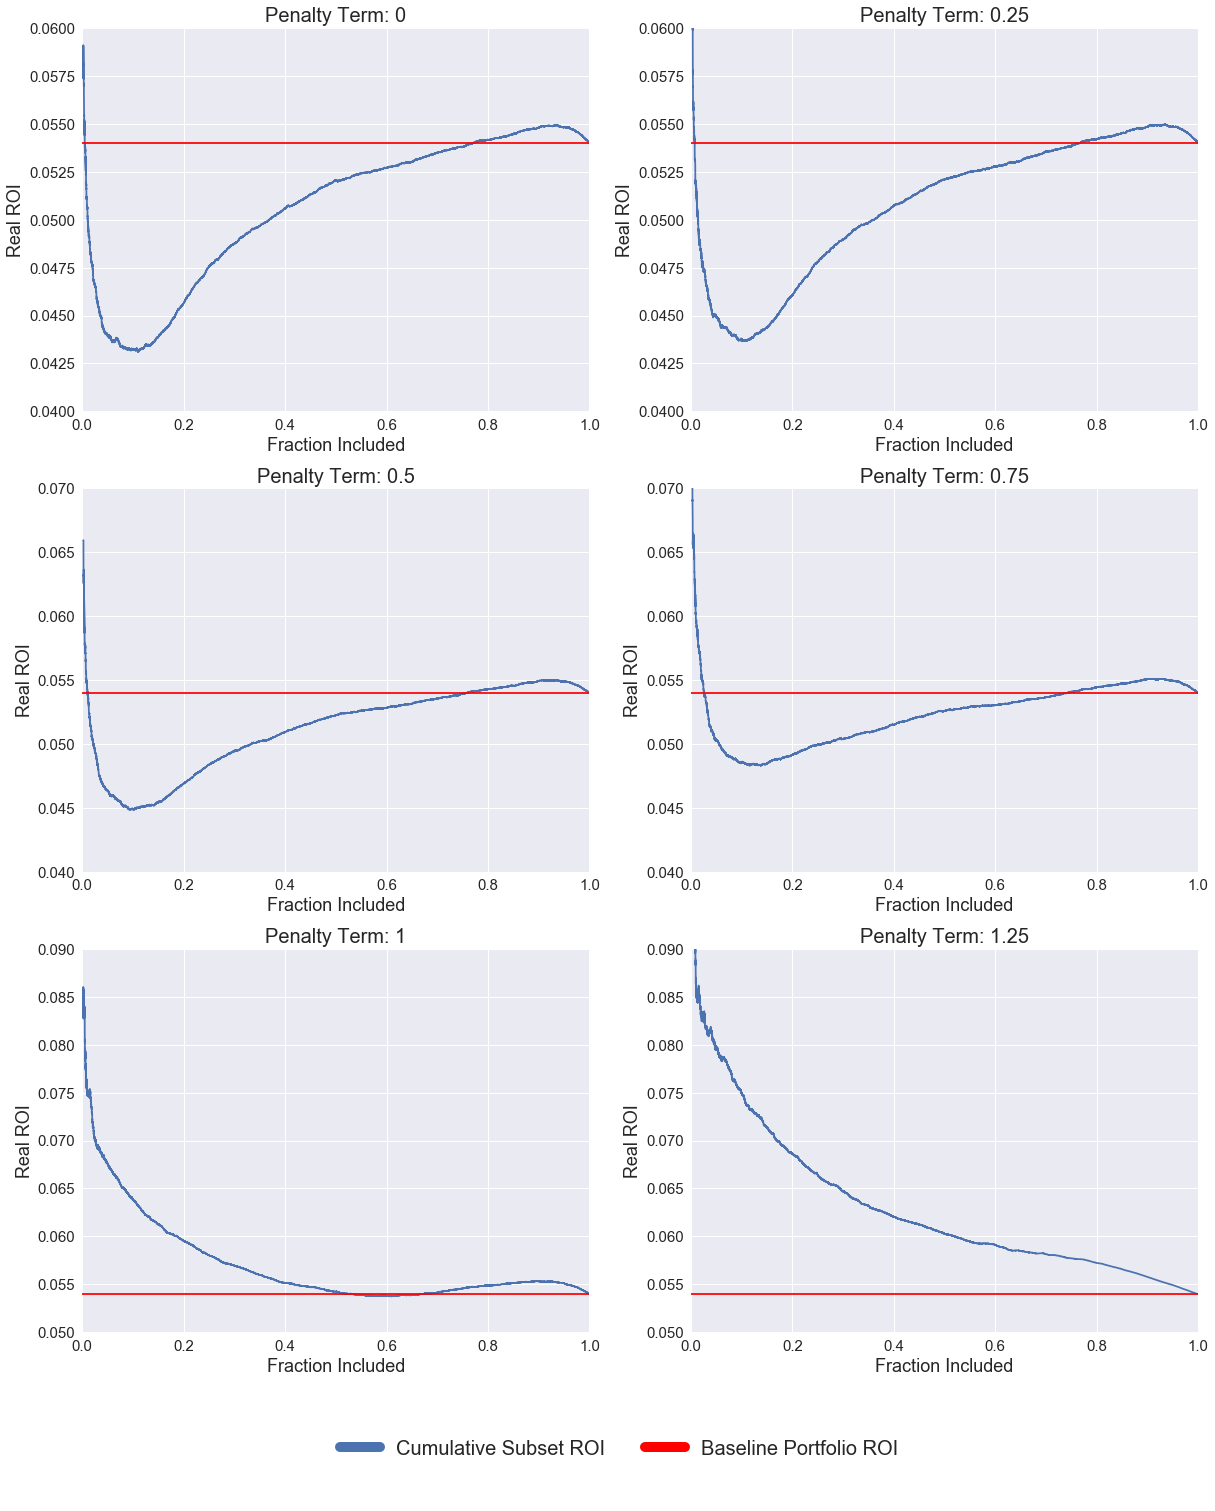 Penalty Term: 0
0.0600
0.0575
0.0550
0.0525
0.0500
0.0475
0.0450
0.0425
0.0400
Real ROI
0.0 0.2 0.4 0.6 0.8 1.0
Fraction Included
Penalty Term: 0.25
0.0600
0.0575
0.0550
0.0525
0.0500
0.0475
0.0450
0.0425
0.0400
Real ROI
0.0 0.2 0.4 0.6 0.8 1.0
Fraction Included
Penalty Term: 0.5
0.070
0.065
0.060
0.055
0.050
0.045
0.040
Real ROI
0.0 0.2 0.4 0.6 0.8 1.0
Fraction Included
Penalty Term: 0.75
0.070
0.065
0.060
0.055
0.050
0.045
0.040
Real ROI
0.0 0.2 0.4 0.6 0.8 1.0
Fraction Included
Penalty Term: 1
0.090
0.085
0.080
0.075
0.070
0.065
0.060
0.055
0.050
Real ROI
0.0 0.2 0.4 0.6 0.8 1.0
Fraction Included
Penalty Term: 1.25
0.090
0.085
0.080
0.075
0.070
0.065
0.060
0.055
0.050
Real ROI
0.0 0.2 0.4 0.6 0.8 1.0
Fraction Included
Cumulative Subset ROI
Baseline Portfolio ROI